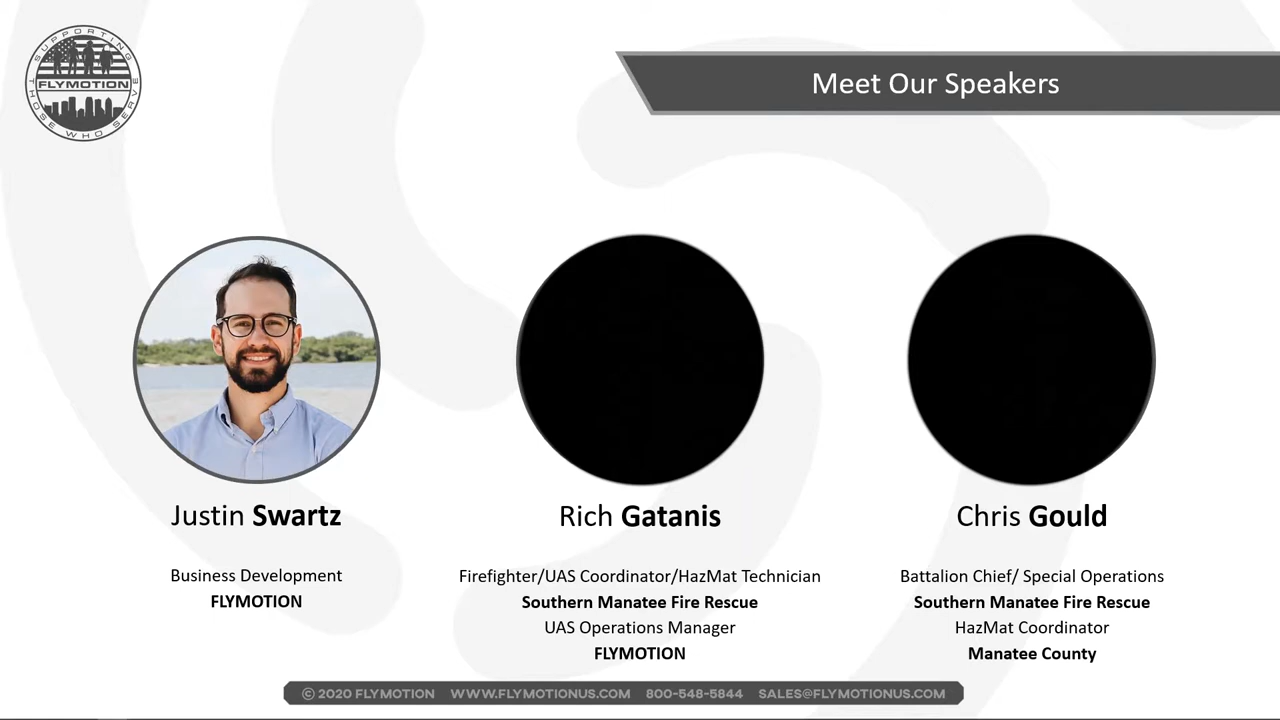 SUPPORTING
FLYMOTION
THOSE WHO SERVE
Meet Our Speakers
Justin Swartz
Business Development
FLYMOTION
Rich Gatanis
Firefighter/UAS Coordinator/HazMat Technician
Southern Manatee Fire Rescue
UAS Operations Manager
FLYMOTION
Chris Gould
Battalion Chief/ Special Operations
Southern Manatee Fire Rescue
HazMat Coordinator
Manatee County
© 2020 FLYMOTION WWW.FLYMOTIONUS.COM 800-548-5844 SALES@FLYMOTIONUS.COM